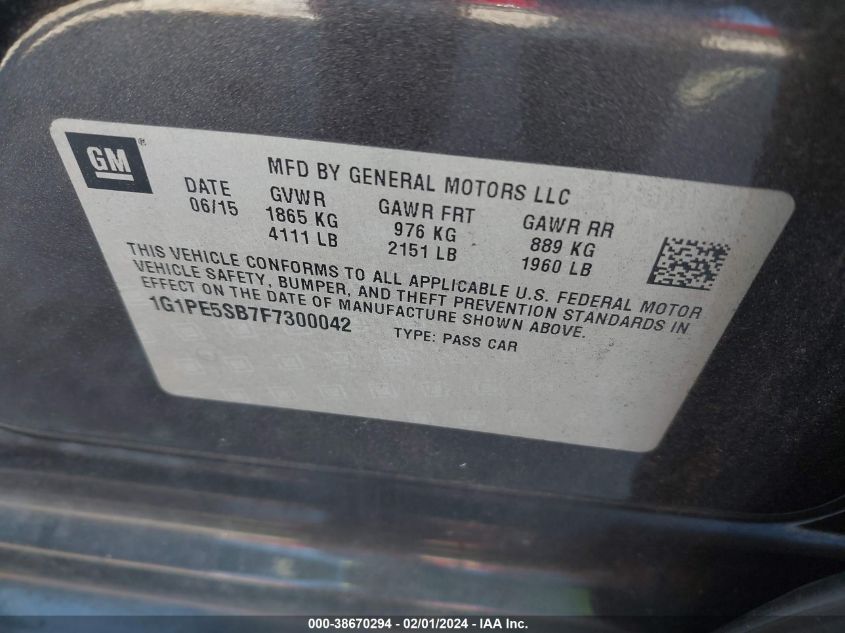 GM®
MFD BY GENERAL MOTORS LLC
DATE GVWR GAWR FRT GAWR RR
06/15 1865 KG 976 KG 889 KG
4111 LB 2151 LB 1960 LB
THIS VEHICLE CONFORMS TO ALL APPLICABLE U.S. FEDERAL MOTOR
VEHICLE SAFETY, BUMPER, AND THEFT PREVENTION STANDARDS IN
EFFECT ON THE DATE OF MANUFACTURE SHOWN ABOVE.
1G1PE5SB7F7300042 TYPE: PASS CAR
000-38670294 - 02/01/2024 - IAA Inc.